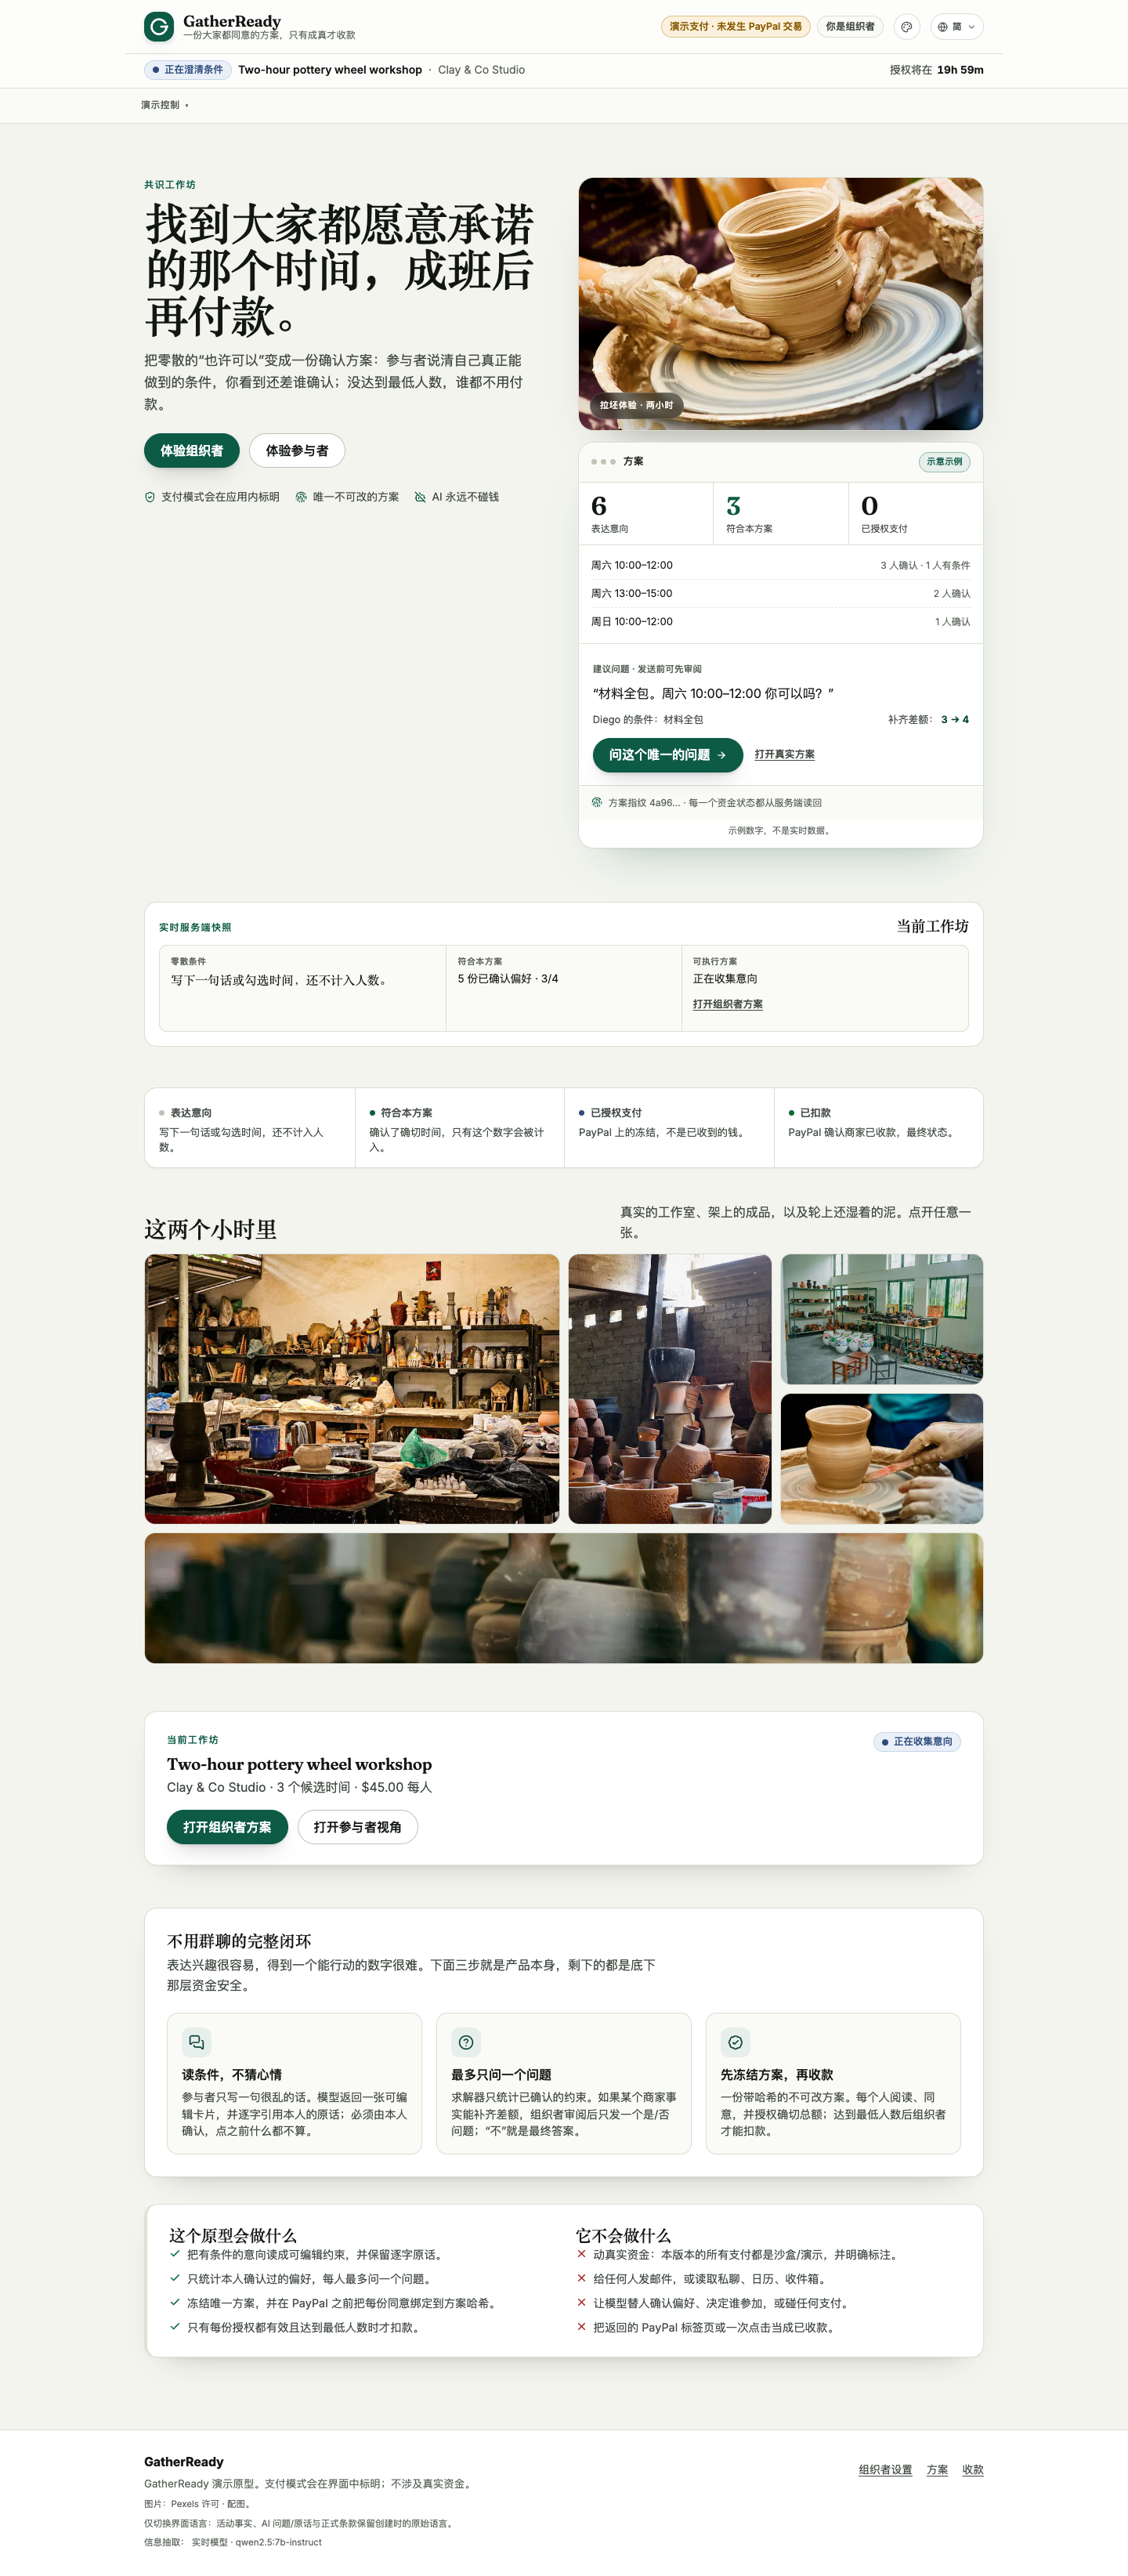 GatherReady
一份大家都同意的方案，只有成真才收款
演示支付 · 未发生 PayPal 交易
你是组织者
简
正在澄清条件
Two-hour pottery wheel workshop · Clay & Co Studio
授权将在 19h 59m
演示控制
共识工作坊
找到大家都愿意承诺
的那个时间，成班后
再付款。
把零散的“也许可以”变成一份确认方案：参与者说清自己真正能
做到的条件，你看到还差谁确认；没达到最低人数，谁都不用付
款。
体验组织者
体验参与者
支付模式会在应用内标明
唯一不可改的方案
AI 永远不碰钱
拉坯体验 · 两小时
方案
示意示例
6
表达意向
3
符合本方案
0
已授权支付
周六 10:00–12:00
3 人确认 · 1 人有条件
周六 13:00–15:00
2 人确认
周日 10:00–12:00
1 人确认
建议问题 · 发送前可先审阅
“材料全包。周六 10:00–12:00 你可以吗？”
Diego 的条件：材料全包
补齐差额： 3 → 4
问这个唯一的问题 →
打开真实方案
方案指纹 4a96… · 每一个资金状态都从服务端读回
示例数字，不是实时数据。
实时服务端快照
当前工作坊
零散条件
写下一句话或勾选时间，还不计入人数。
符合本方案
5 份已确认偏好 · 3/4
可执行方案
正在收集意向
打开组织者方案
表达意向
写下一句话或勾选时间，还不计入人
数。
符合本方案
确认了确切时间，只有这个数字会被计
入。
已授权支付
PayPal 上的冻结，不是已收到的钱。
已扣款
PayPal 确认商家已收款，最终状态。
这两个小时里
真实的工作室、架上的成品，以及轮上还湿着的泥。点开任意一
张。
当前工作坊
正在收集意向
Two-hour pottery wheel workshop
Clay & Co Studio · 3 个候选时间 · $45.00 每人
打开组织者方案
打开参与者视角
不用群聊的完整闭环
表达兴趣很容易，得到一个能行动的数字很难。下面三步就是产品本身，剩下的都是底下
那层资金安全。
读条件，不猜心情
参与者只写一句很乱的话。模型返回一张可编
辑卡片，并逐字引用本人的原话；必须由本人
确认，点之前什么都不算。
最多只问一个问题
求解器只统计已确认的约束。如果某个商家事
实能补齐差额，组织者审阅后只发一个是/否
问题；“不”就是最终答案。
先冻结方案，再收款
一份带哈希的不可改方案。每个人阅读、同
意，并授权确切总额；达到最低人数后组织者
才能扣款。
这个原型会做什么
把有条件的意向读成可编辑约束，并保留逐字原话。
只统计本人确认过的偏好，每人最多问一个问题。
冻结唯一方案，并在 PayPal 之前把每份同意绑定到方案哈希。
只有每份授权都有效且达到最低人数时才扣款。
它不会做什么
动真实资金：本版本的所有支付都是沙盒/演示，并明确标注。
给任何人发邮件，或读取私聊、日历、收件箱。
让模型替人确认偏好、决定谁参加，或碰任何支付。
把返回的 PayPal 标签页或一次点击当成已收款。
GatherReady
GatherReady 演示原型。支付模式会在界面中标明；不涉及真实资金。
图片：Pexels 许可 · 配图。
仅切换界面语言：活动事实、AI 问题/原话与正式条款保留创建时的原始语言。
信息抽取： 实时模型 · qwen2.5:7b-instruct
组织者设置
方案
收款